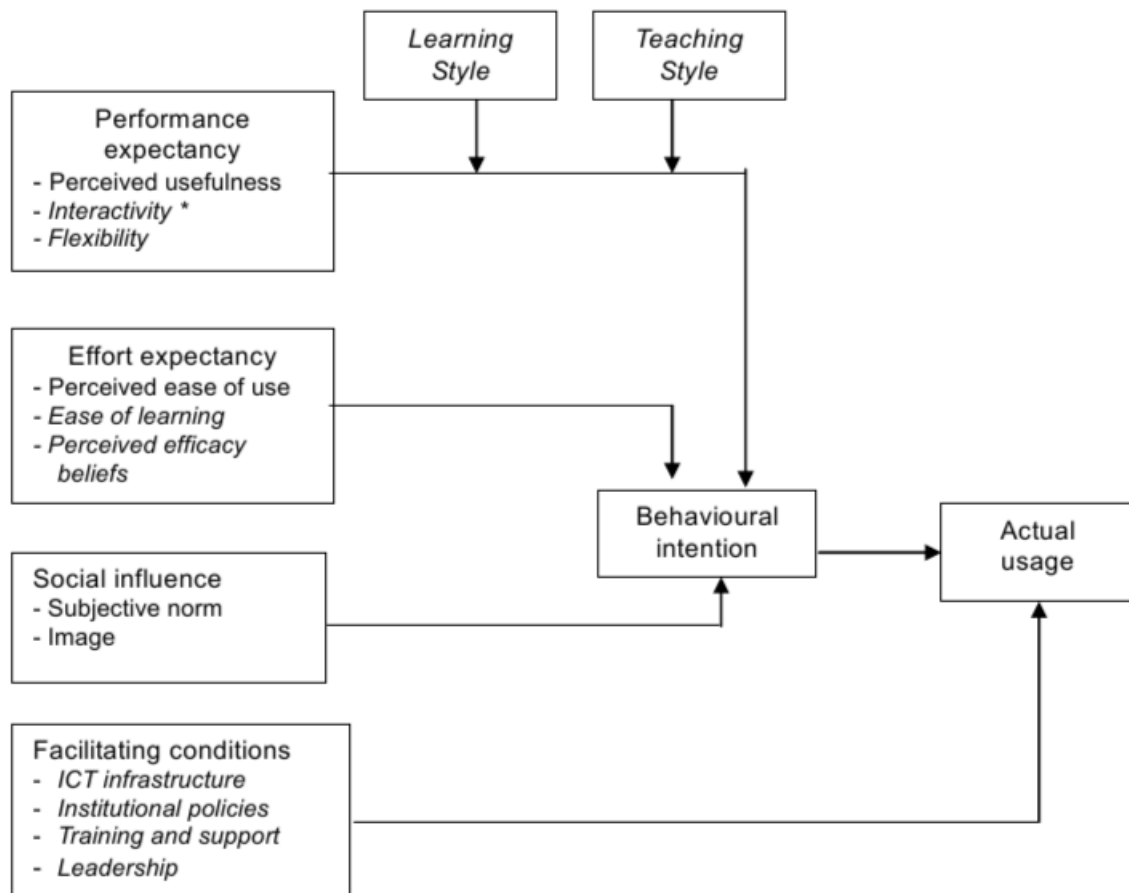 Learning
Style
Teaching
Style
Performance
expectancy
- Perceived usefulness
- Interactivity *
- Flexibility
Effort expectancy
- Perceived ease of use
- Ease of learning
- Perceived efficacy
beliefs
Behavioural
intention
Actual
usage
Social influence
- Subjective norm
- Image
Facilitating conditions
- ICT infrastructure
- Institutional policies
- Training and support
- Leadership